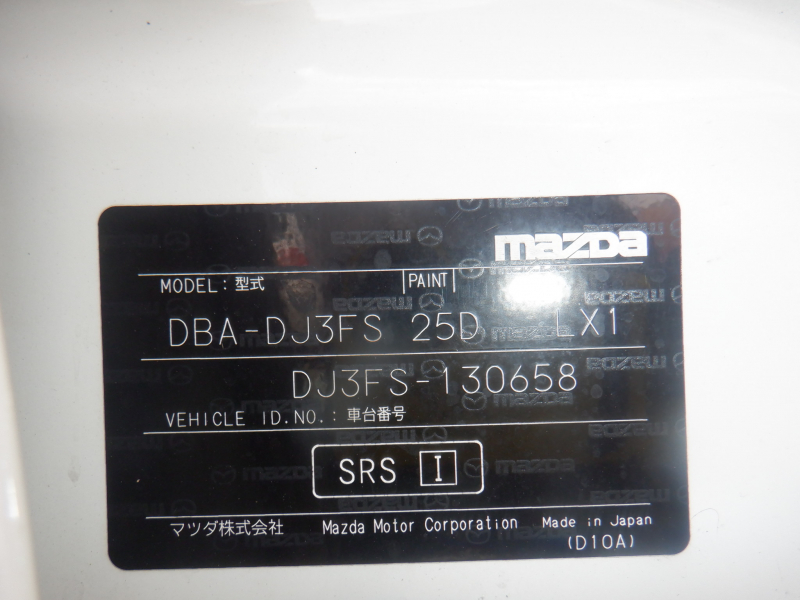 mazda
MODEL: 型式 PAINT
DBA-DJ3FS 25D LX1
DJ3FS-130658
VEHICLE ID.NO.: 車台番号
SRS I
マツダ株式会社 Mazda Motor Corporation Made in Japan
(D10A)